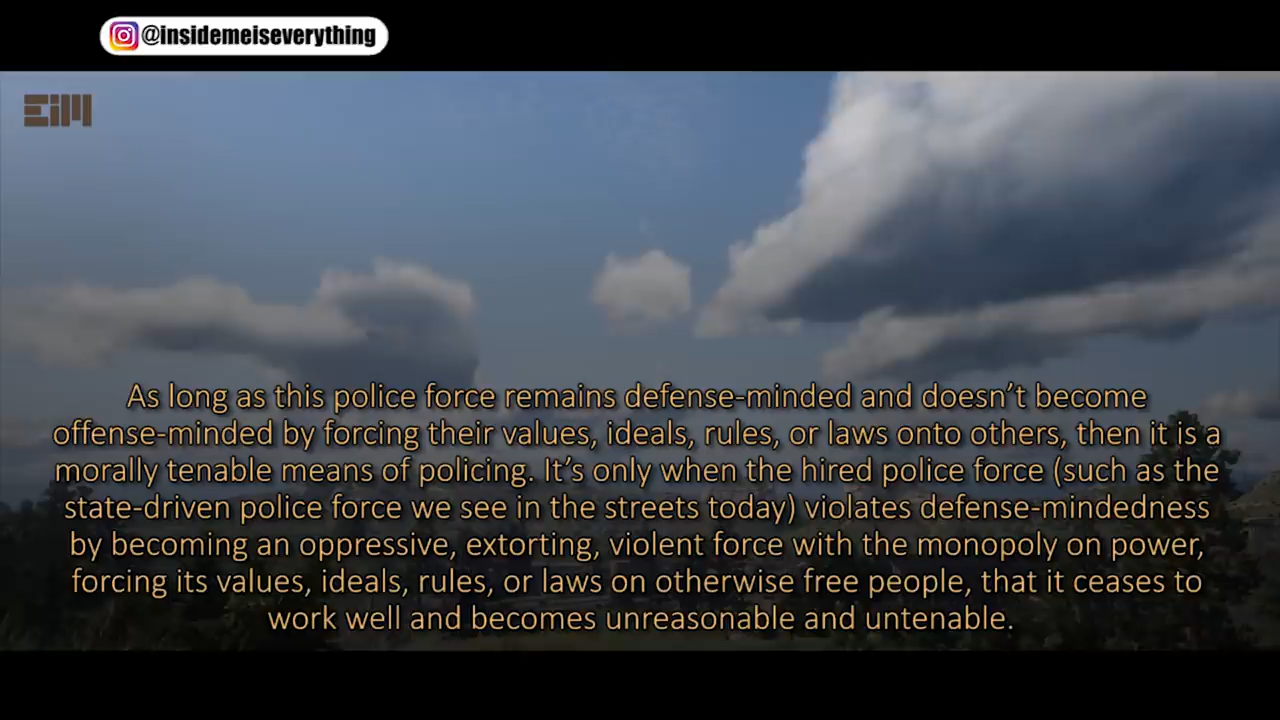 @insidemeiseverything
EiM
As long as this police force remains defense-minded and doesn’t become
offense-minded by forcing their values, ideals, rules, or laws onto others, then it is a
morally tenable means of policing. It’s only when the hired police force (such as the
state-driven police force we see in the streets today) violates defense-mindedness
by becoming an oppressive, extorting, violent force with the monopoly on power,
forcing its values, ideals, rules, or laws on otherwise free people, that it ceases to
work well and becomes unreasonable and untenable.